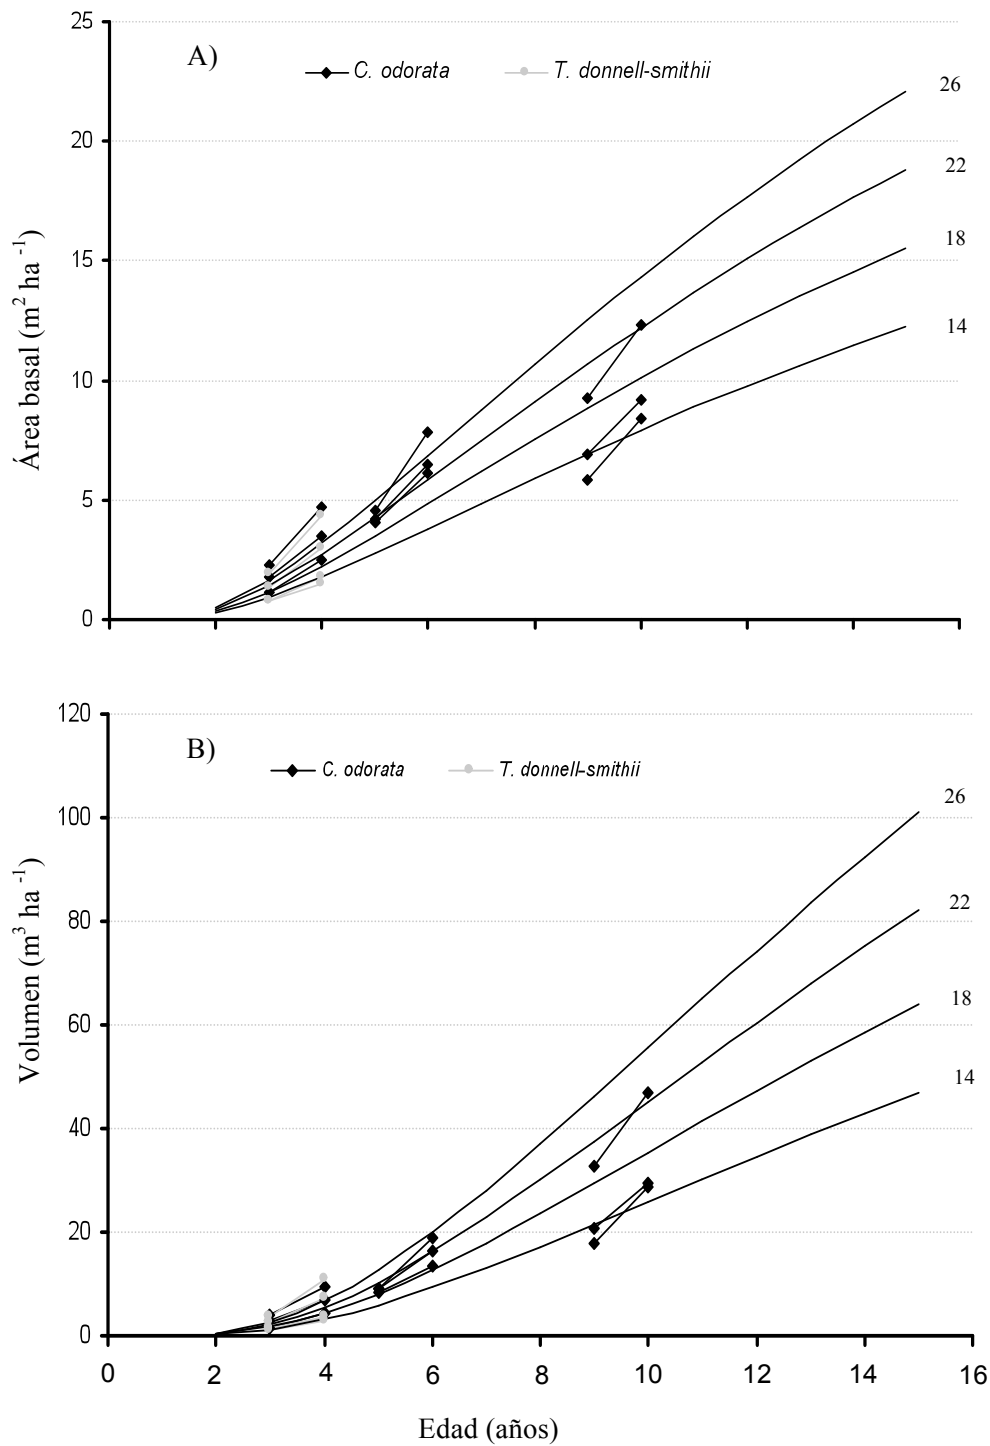 25
A)
C. odorata
T. donnell-smithii
26
20
22
15
18
14
10
5
0
Área basal (m² ha ⁻¹)
120
B)
C. odorata
T. donnell-smithii
26
100
22
80
18
60
14
40
20
0
Volumen (m³ ha ⁻¹)
0 2 4 6 8 10 12 14 16
Edad (años)